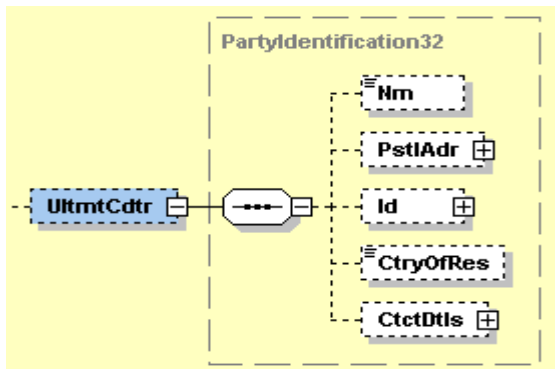 PartyIdentification32
Nm
PstlAdr
UltmtCdtr
Id
CtryOfRes
CtctDtls